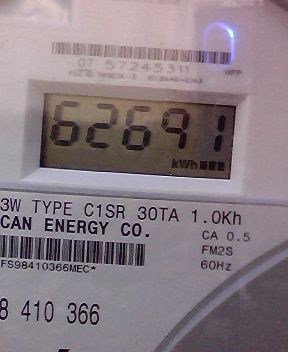 07 57245311
62691
kWh
3W TYPE C1SR 30TA 1.0Kh
CAN ENERGY CO.
CA 0.5
FM2S
60Hz
FS98410366MEC*
8 410 366